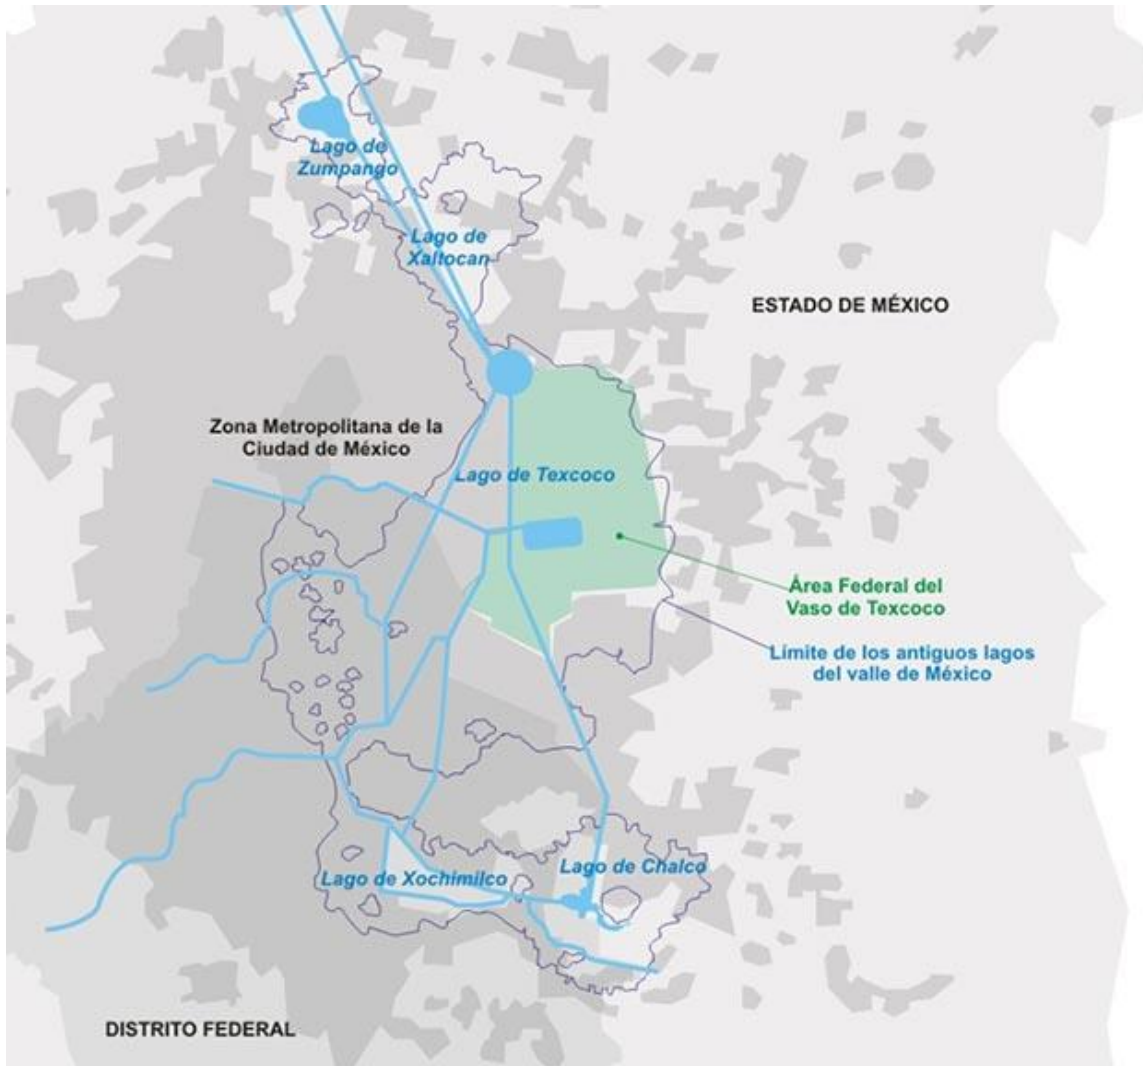 Lago de
Zumpango
Lago de
Xaltocan
ESTADO DE MÉXICO
Zona Metropolitana de la
Ciudad de México
Lago de Texcoco
Área Federal del
Vaso de Texcoco
Límite de los antiguos lagos
del valle de México
Lago de Xochimilco
Lago de Chalco
DISTRITO FEDERAL